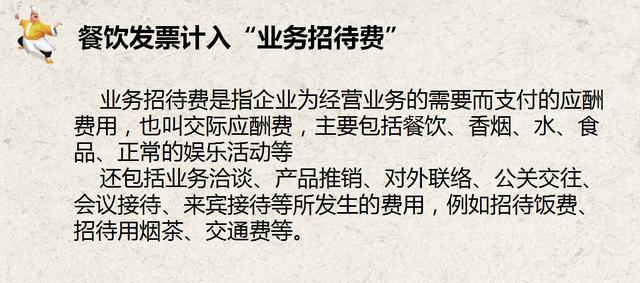 餐饮发票计入“业务招待费”
业务招待费是指企业为经营业务的需要而支付的应酬
费用，也叫交际应酬费，主要包括餐饮、香烟、水、食
品、正常的娱乐活动等
还包括业务洽谈、产品推销、对外联络、公关交往、
会议接待、来宾接待等所发生的费用，例如招待饭费、
招待用烟茶、交通费等。